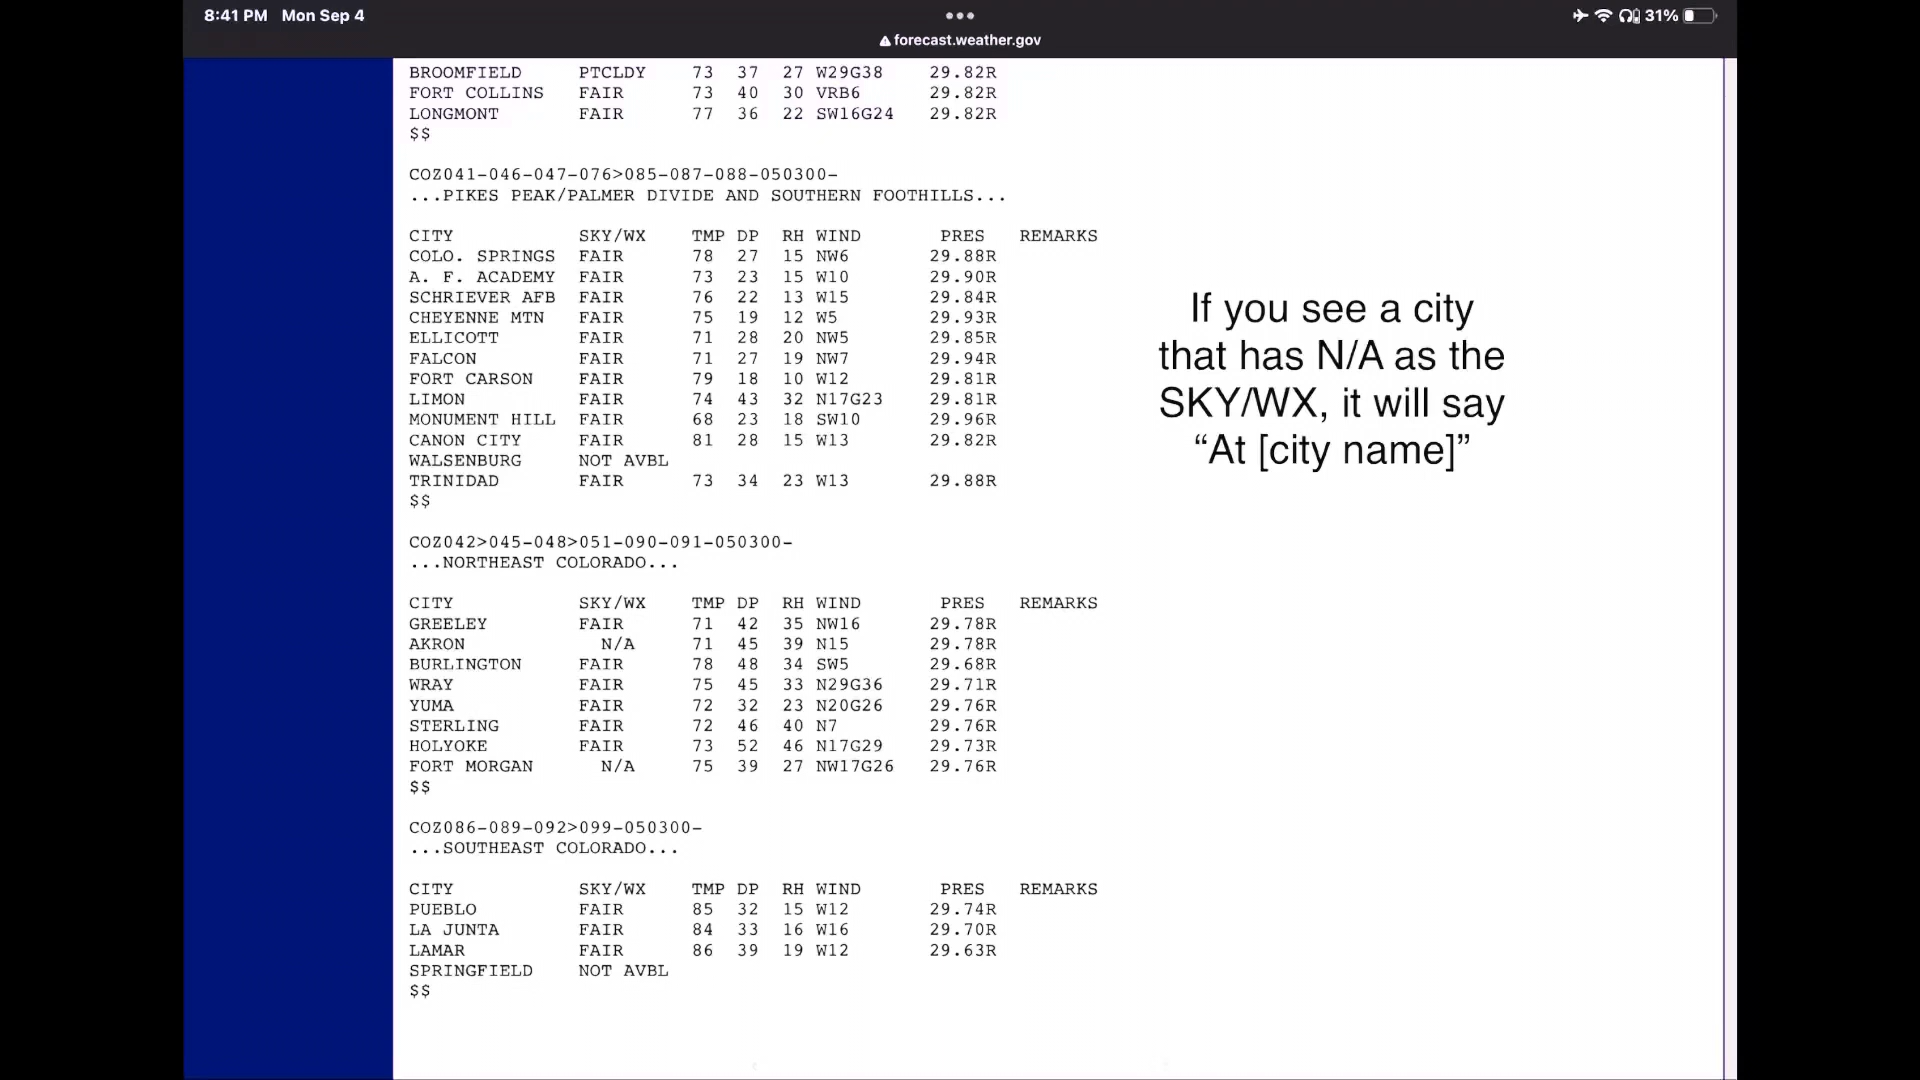 8:41 PM Mon Sep 4
31%
forecast.weather.gov
BROOMFIELD PTCLDY 73 37 27 W29G38 29.82R
FORT COLLINS FAIR 73 40 30 VRB6 29.82R
LONGMONT FAIR 77 36 22 SW16G24 29.82R
$$
COZ041-046-047-076>085-087-088-050300-
...PIKES PEAK/PALMER DIVIDE AND SOUTHERN FOOTHILLS...
CITY SKY/WX TMP DP RH WIND PRES REMARKS
COLO. SPRINGS FAIR 78 27 15 NW6 29.88R
A. F. ACADEMY FAIR 73 23 15 W10 29.90R
SCHRIEVER AFB FAIR 76 22 13 W15 29.84R
CHEYENNE MTN FAIR 75 19 12 W5 29.93R
ELLICOTT FAIR 71 28 20 NW5 29.85R
FALCON FAIR 71 27 19 NW7 29.94R
FORT CARSON FAIR 79 18 10 W12 29.81R
LIMON FAIR 74 43 32 N17G23 29.81R
MONUMENT HILL FAIR 68 23 18 SW10 29.96R
CANON CITY FAIR 81 28 15 W13 29.82R
WALSENBURG NOT AVBL
TRINIDAD FAIR 73 34 23 W13 29.88R
$$
COZ042>045-048>051-090-091-050300-
...NORTHEAST COLORADO...
CITY SKY/WX TMP DP RH WIND PRES REMARKS
GREELEY FAIR 71 42 35 NW16 29.78R
AKRON N/A 71 45 39 N15 29.78R
BURLINGTON FAIR 78 48 34 SW5 29.68R
WRAY FAIR 75 45 33 N29G36 29.71R
YUMA FAIR 72 32 23 N20G26 29.76R
STERLING FAIR 72 46 40 N7 29.76R
HOLYOKE FAIR 73 52 46 N17G29 29.73R
FORT MORGAN N/A 75 39 27 NW17G26 29.76R
$$
COZ086-089-092>099-050300-
...SOUTHEAST COLORADO...
CITY SKY/WX TMP DP RH WIND PRES REMARKS
PUEBLO FAIR 85 32 15 W12 29.74R
LA JUNTA FAIR 84 33 16 W16 29.70R
LAMAR FAIR 86 39 19 W12 29.63R
SPRINGFIELD NOT AVBL
$$
If you see a city
that has N/A as the
SKY/WX, it will say
“At [city name]”